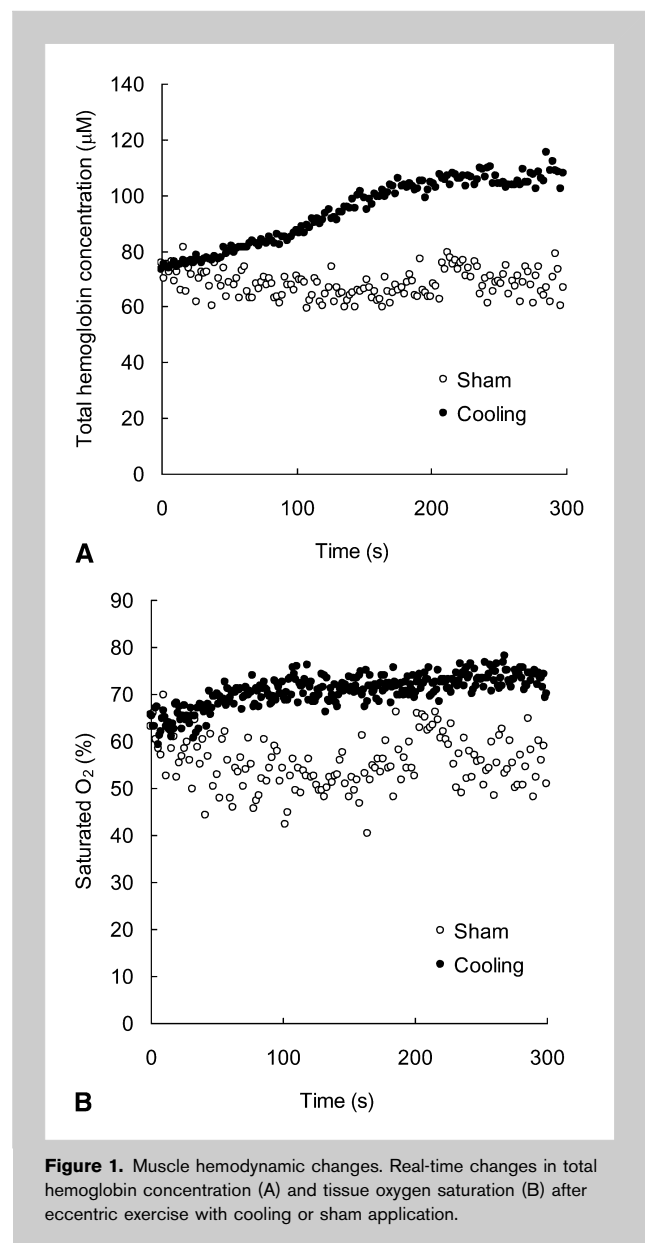 140
120
100
80
60
40
20
0
Total hemoglobin concentration (µM)
Sham
Cooling
0 100 200 300
Time (s)
A
90
80
70
60
50
40
30
20
10
0
Saturated O₂ (%)
Sham
Cooling
0 100 200 300
Time (s)
B
Figure 1. Muscle hemodynamic changes. Real-time changes in total
hemoglobin concentration (A) and tissue oxygen saturation (B) after
eccentric exercise with cooling or sham application.